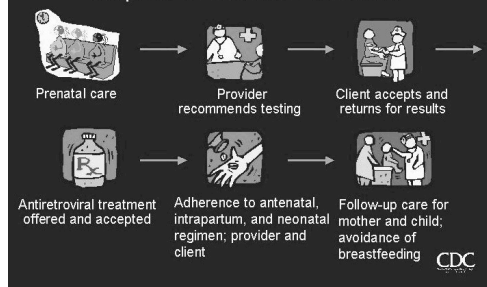 Prenatal care
Provider
recommends testing
Client accepts and
returns for results
Rx
Antiretroviral treatment
offered and accepted
Adherence to antenatal,
intrapartum, and neonatal
regimen; provider and
client
Follow-up care for
mother and child;
avoidance of
breastfeeding
CDC